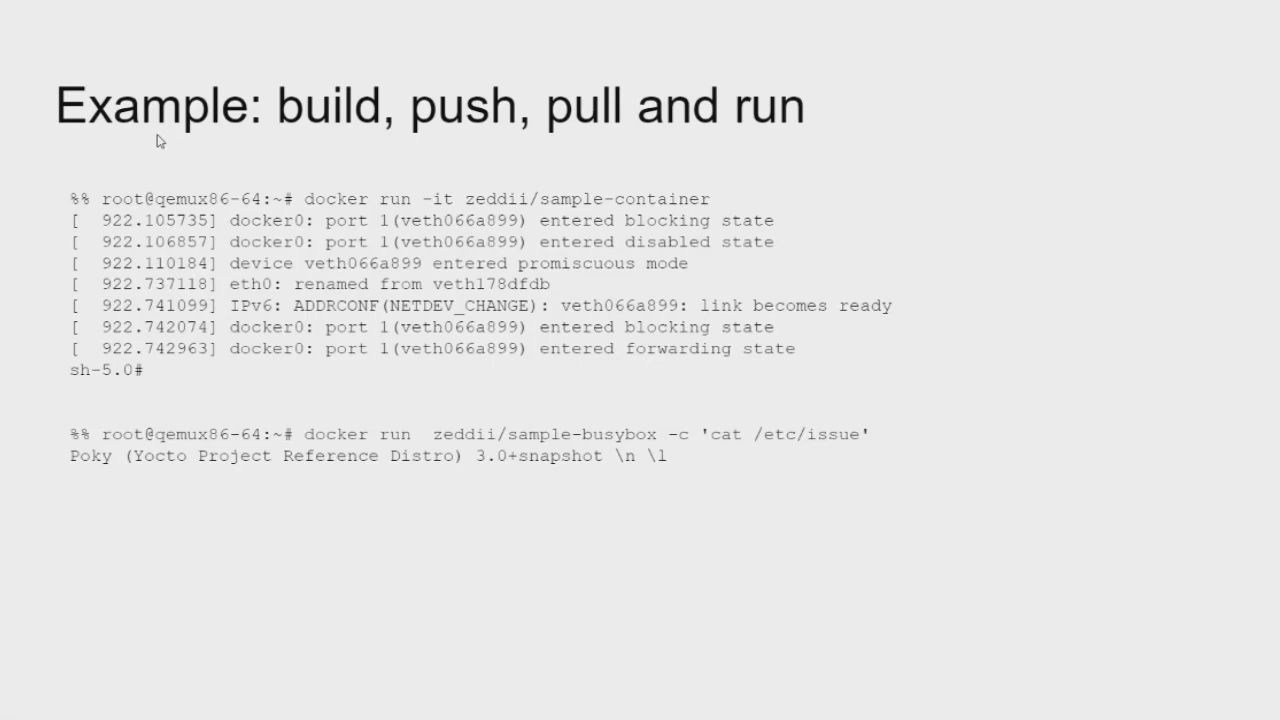 Example: build, push, pull and run
%% root@qemux86-64:~# docker run -it zeddii/sample-container
[  922.105735] docker0: port 1(veth066a899) entered blocking state
[  922.106857] docker0: port 1(veth066a899) entered disabled state
[  922.110184] device veth066a899 entered promiscuous mode
[  922.737118] eth0: renamed from veth178dfdb
[  922.741099] IPv6: ADDRCONF(NETDEV_CHANGE): veth066a899: link becomes ready
[  922.742074] docker0: port 1(veth066a899) entered blocking state
[  922.742963] docker0: port 1(veth066a899) entered forwarding state
sh-5.0#
%% root@qemux86-64:~# docker run  zeddii/sample-busybox -c 'cat /etc/issue'
Poky (Yocto Project Reference Distro) 3.0+snapshot \n \l